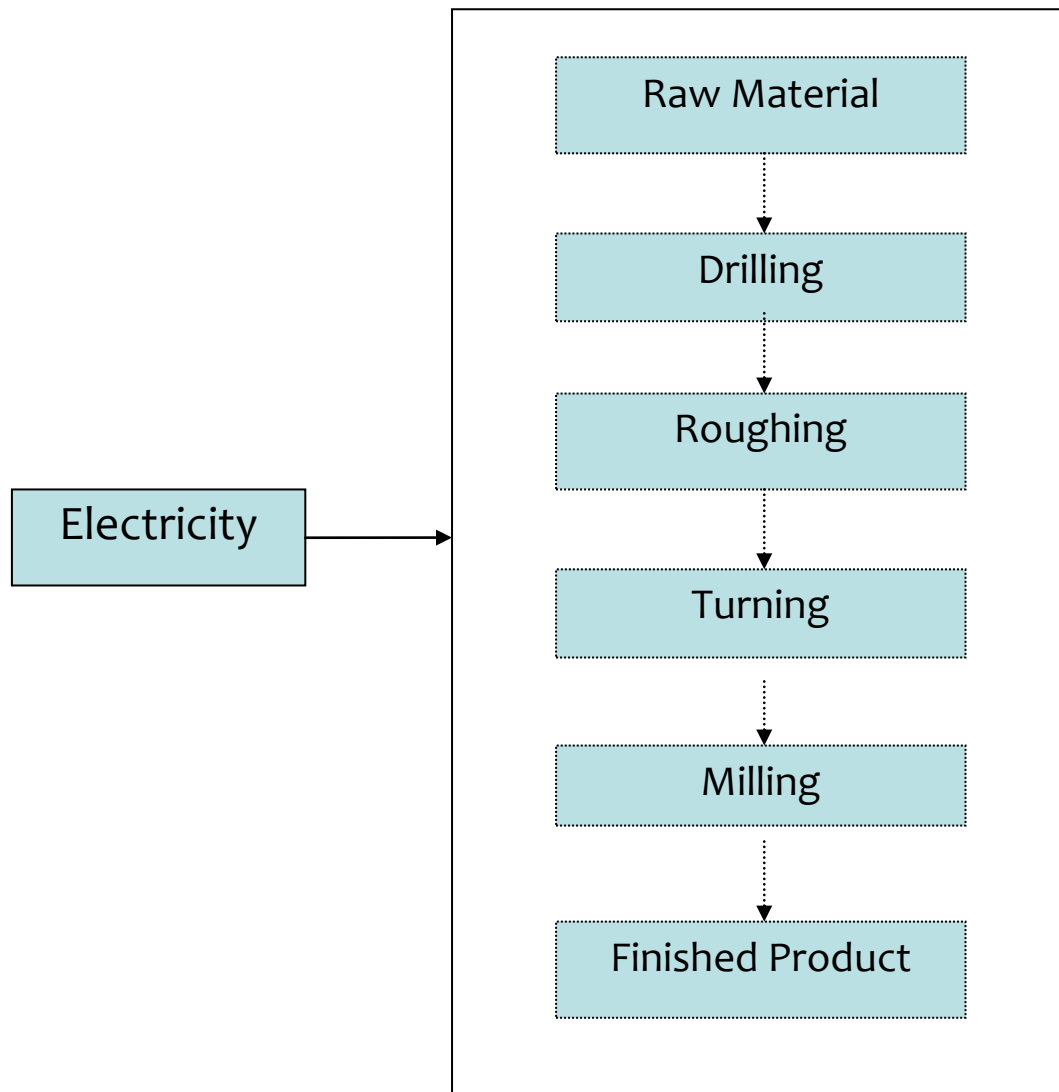 Raw Material
Drilling
Roughing
Electricity
Turning
Milling
Finished Product